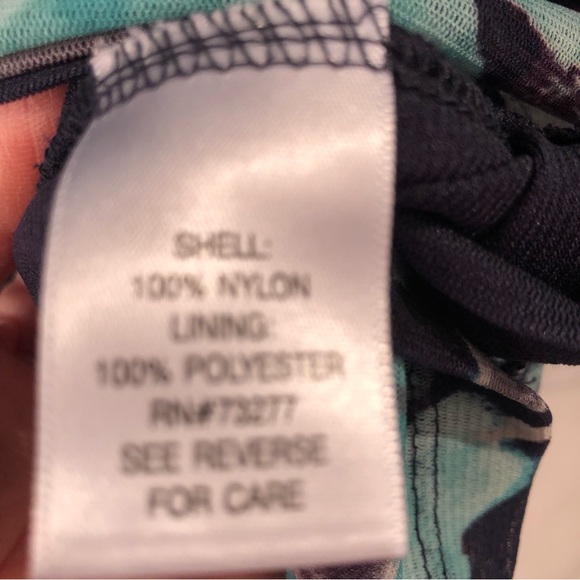 SHELL:
100% NYLON
LINING:
100% POLYESTER
RN#73277
SEE REVERSE
FOR CARE